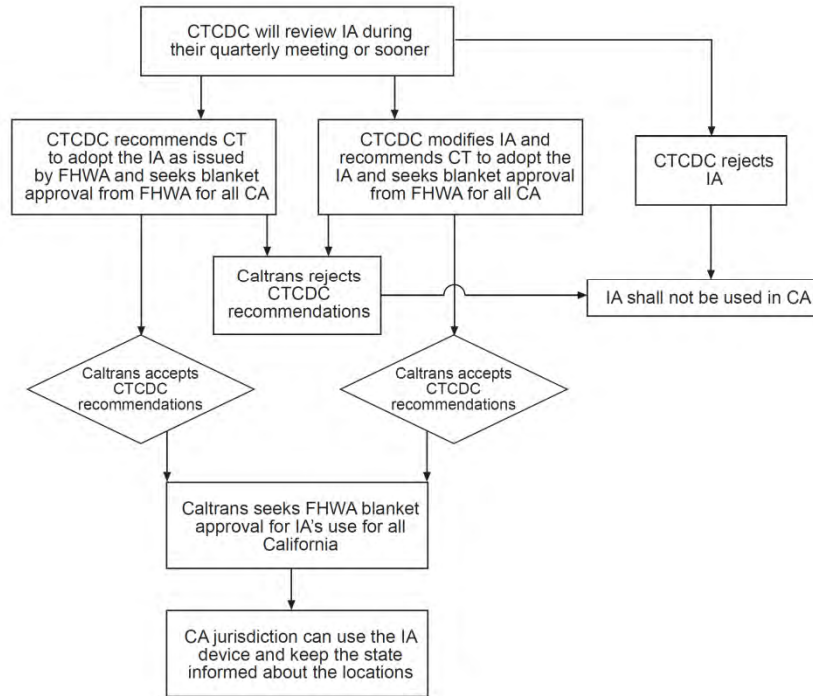 CTCDC will review IA during
their quarterly meeting or sooner
CTCDC recommends CT
to adopt the IA as issued
by FHWA and seeks blanket
approval from FHWA for all CA
CTCDC modifies IA and
recommends CT to adopt the
IA and seeks blanket approval
from FHWA for all CA
CTCDC rejects
IA
Caltrans rejects
CTCDC
recommendations
IA shall not be used in CA
Caltrans accepts
CTCDC
recommendations
Caltrans accepts
CTCDC
recommendations
Caltrans seeks FHWA blanket
approval for IA's use for all
California
CA jurisdiction can use the IA
device and keep the state
informed about the locations